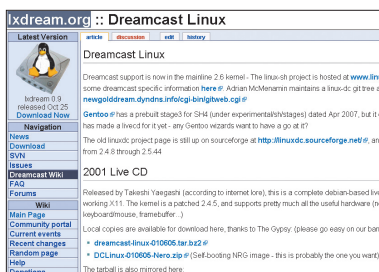 lxdream.org :: Dreamcast Linux
Latest Version
lxdream 0.9
released Oct 25
Download Now
Navigation
News
Download
SVN
Issues
Dreamcast Wiki
FAQ
Forums
Wiki
Main Page
Community portal
Current events
Recent changes
Random page
Help
Donations
article discussion edit history
Dreamcast Linux
Dreamcast support is now in the mainline 2.6 kernel - The linux-sh project is hosted at www.lin
some dreamcast specific information here. Adrian McMenamin maintains a linux-dc git tree a
newgolddream.dyndns.info/cgi-bin/gitweb.cgi
Gentoo has a prebuilt stage3 for SH4 (under experimental/sh/stages) dated Apr 2007, but it
has made a livecd for it yet - any Gentoo wizards want to have a go at it?
The old linuxdc project page is still up on sourceforge at http://linuxdc.sourceforge.net/, an
from 2.4.8 through 2.5.44
2001 Live CD
Released by Takeshi Yaegashi (according to internet lore), this is a complete debian-based live
working X11. The kernel is a patched 2.4.5, and supports pretty much all the useful hardware (n
keyboard/mouse, framebuffer...)
Local copies are available for download here, thanks to The Gypsy: (please go easy on our ban
dreamcast-linux-010605.tar.bz2
DCLinux-010605-Nero.zip (Self-booting NRG image - this is probably the one you want)
The tarball is also mirrored here: